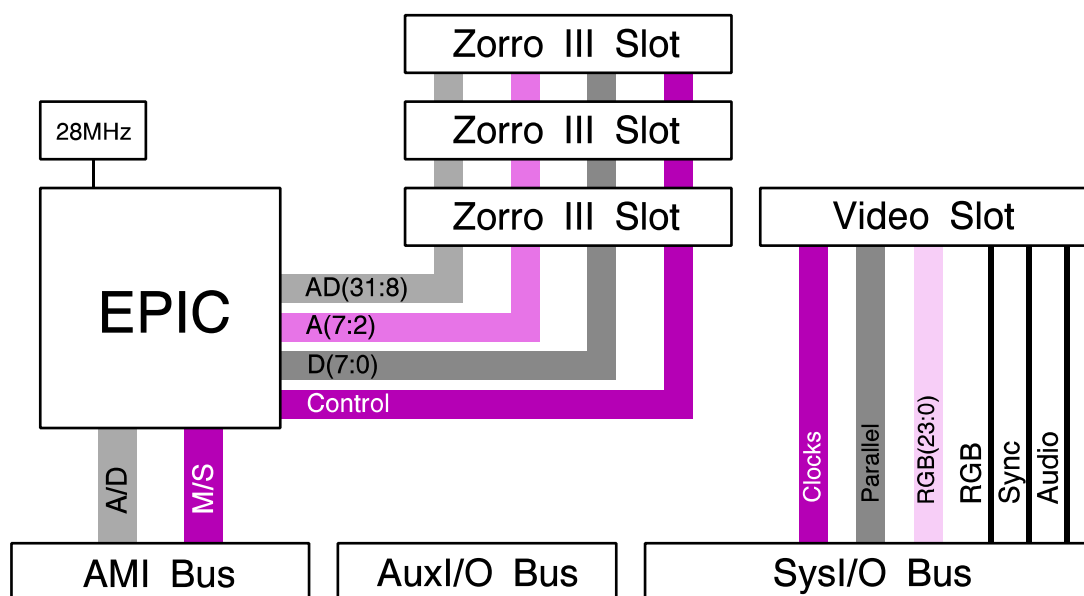 Zorro III Slot
28MHz
Zorro III Slot
Zorro III Slot
Video Slot
EPIC
AD(31:8)
A(7:2)
D(7:0)
Control
A/D
M/S
Clocks
Parallel
RGB(23:0)
RGB
Sync
Audio
AMI Bus
AuxI/O Bus
SysI/O Bus